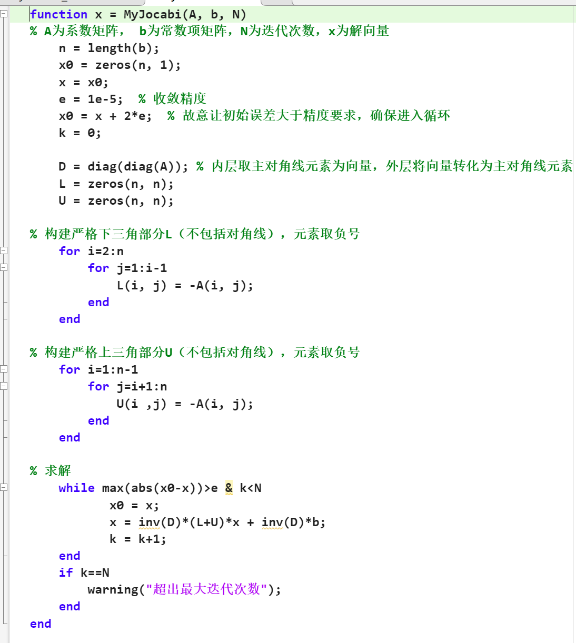 function x = MyJocabi(A, b, N)
% A为系数矩阵， b为常数项矩阵，N为迭代次数，x为解向量
    n = length(b);
    x0 = zeros(n, 1);
    x = x0;
    e = 1e-5;  % 收敛精度
    x0 = x + 2*e;  % 故意让初始误差大于精度要求，确保进入循环
    k = 0;

    D = diag(diag(A)); % 内层取主对角线元素为向量，外层将向量转化为主对角线元素
    L = zeros(n, n);
    U = zeros(n, n);

% 构建严格下三角部分L（不包括对角线），元素取负号
    for i=2:n
        for j=1:i-1
            L(i, j) = -A(i, j);
        end
    end

% 构建严格上三角部分U（不包括对角线），元素取负号
    for i=1:n-1
        for j=i+1:n
            U(i ,j) = -A(i, j);
        end
    end

% 求解
    while max(abs(x0-x))>e & k<N
           x0 = x;
           x = inv(D)*(L+U)*x + inv(D)*b;
           k = k+1;
    end
    if k==N
        warning("超出最大迭代次数");
    end
end